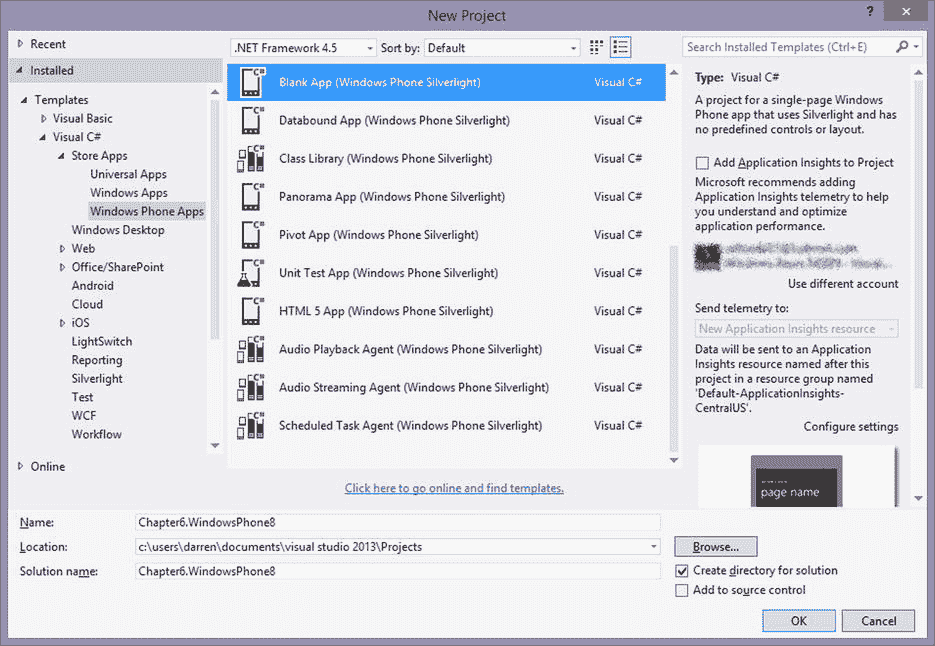 New Project
? ×
Recent
Installed
Templates
Visual Basic
Visual C#
Store Apps
Universal Apps
Windows Apps
Windows Phone Apps
Windows Desktop
Web
Office/SharePoint
Android
Cloud
iOS
LightSwitch
Reporting
Silverlight
Test
WCF
Workflow
Online
.NET Framework 4.5 Sort by: Default
Blank App (Windows Phone Silverlight) Visual C#
Databound App (Windows Phone Silverlight) Visual C#
Class Library (Windows Phone Silverlight) Visual C#
Panorama App (Windows Phone Silverlight) Visual C#
Pivot App (Windows Phone Silverlight) Visual C#
Unit Test App (Windows Phone Silverlight) Visual C#
HTML 5 App (Windows Phone Silverlight) Visual C#
Audio Playback Agent (Windows Phone Silverlight) Visual C#
Audio Streaming Agent (Windows Phone Silverlight) Visual C#
Scheduled Task Agent (Windows Phone Silverlight) Visual C#
Click here to go online and find templates.
Search Installed Templates (Ctrl+E)
Type: Visual C#
A project for a single-page Windows
Phone app that uses Silverlight and has
no predefined controls or layout.
Add Application Insights to Project
Microsoft recommends adding
Application Insights telemetry to help
you understand and optimize
application performance.
Use different account
Send telemetry to:
New Application Insights resource
Data will be sent to an Application
Insights resource named after this
project in a resource group named
'Default-ApplicationInsights-
CentralUS'.
Configure settings
page name
Name: Chapter6.WindowsPhone8
Location: c:\users\darren\documents\visual studio 2013\Projects
Solution name: Chapter6.WindowsPhone8
Browse...
Create directory for solution
Add to source control
OK Cancel